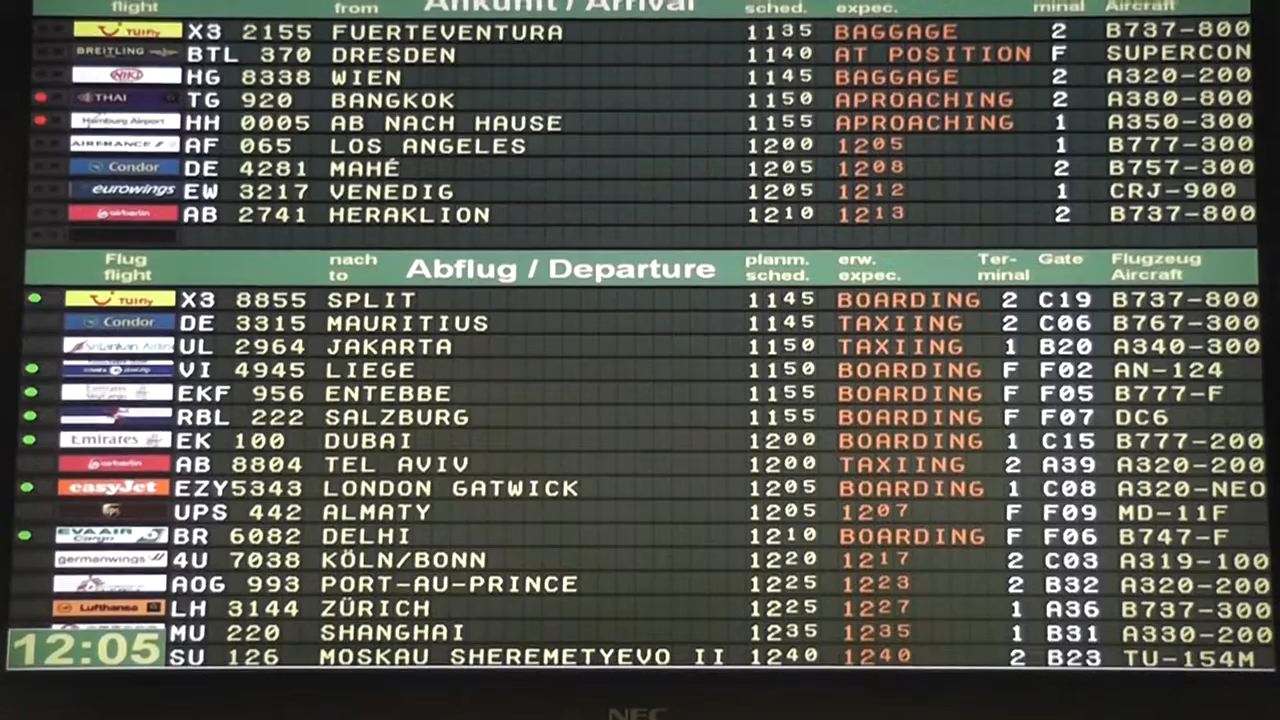 flight from Ankunft / Arrival sched. expec. minal Aircraft
TUIfly X3 2155 FUERTEVENTURA 1135 BAGGAGE 2 B737-800
BREITLING BTL 370 DRESDEN 1140 AT POSITION F SUPERCON
NIKI HG 8338 WIEN 1145 BAGGAGE 2 A320-200
THAI TG 920 BANGKOK 1150 APROACHING 2 A380-800
Hamburg Airport HH 0005 AB NACH HAUSE 1155 APROACHING 1 A350-300
AIRFRANCE AF 065 LOS ANGELES 1200 1205 1 B777-300
Condor DE 4281 MAHÉ 1205 1208 2 B757-300
eurowings EW 3217 VENEDIG 1205 1212 1 CRJ-900
airberlin AB 2741 HERAKLION 1210 1213 2 B737-800
Flug nach Abflug / Departure planm. erw. Ter- Gate Flugzeug
flight to sched. expec. minal Aircraft
TUIfly X3 8855 SPLIT 1145 BOARDING 2 C19 B737-800
Condor DE 3315 MAURITIUS 1145 TAXIING 2 C06 B767-300
SriLankan Airlines UL 2964 JAKARTA 1150 TAXIING 1 B20 A340-300
VI 4945 LIEGE 1150 BOARDING F F02 AN-124
Emirates SkyCargo EKF 956 ENTEBBE 1155 BOARDING F F05 B777-F
RBL 222 SALZBURG 1155 BOARDING F F07 DC6
Emirates EK 100 DUBAI 1200 BOARDING 1 C15 B777-200
airberlin AB 8804 TEL AVIV 1200 TAXIING 2 A39 A320-200
easyJet EZY5343 LONDON GATWICK 1205 BOARDING 1 C08 A320-NEO
ups UPS 442 ALMATY 1205 1207 F F09 MD-11F
EVA AIR Cargo BR 6082 DELHI 1210 BOARDING F F06 B747-F
germanwings 4U 7038 KÖLN/BONN 1220 1217 2 C03 A319-100
AOG 993 PORT-AU-PRINCE 1225 1223 2 B32 A320-200
Lufthansa LH 3144 ZÜRICH 1225 1227 1 A36 B737-300
MU 220 SHANGHAI 1235 1235 1 B31 A330-200
12:05 SU 126 MOSKAU SHEREMETYEVO II 1240 1240 2 B23 TU-154M
NEC